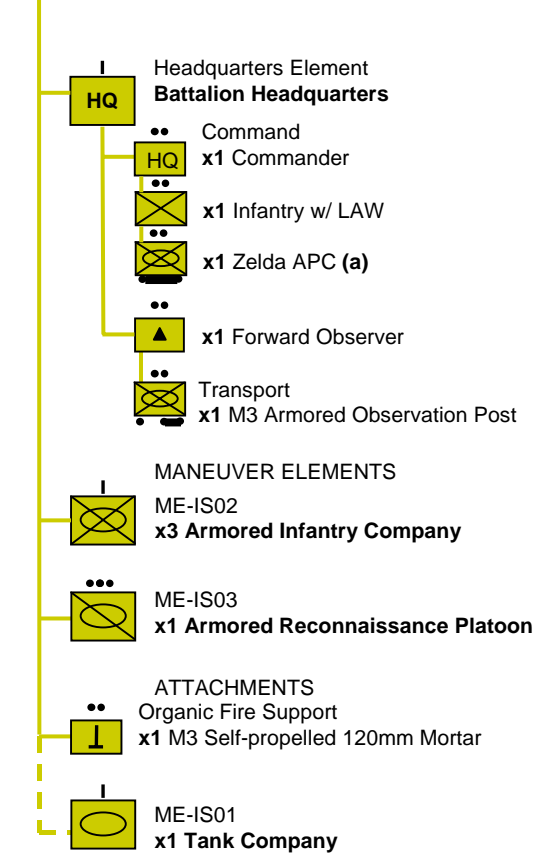 Headquarters Element
HQ
Battalion Headquarters
Command
HQ
x1 Commander
x1 Infantry w/ LAW
x1 Zelda APC (a)
x1 Forward Observer
Transport
x1 M3 Armored Observation Post
MANEUVER ELEMENTS
ME-IS02
x3 Armored Infantry Company
ME-IS03
x1 Armored Reconnaissance Platoon
ATTACHMENTS
Organic Fire Support
x1 M3 Self-propelled 120mm Mortar
ME-IS01
x1 Tank Company